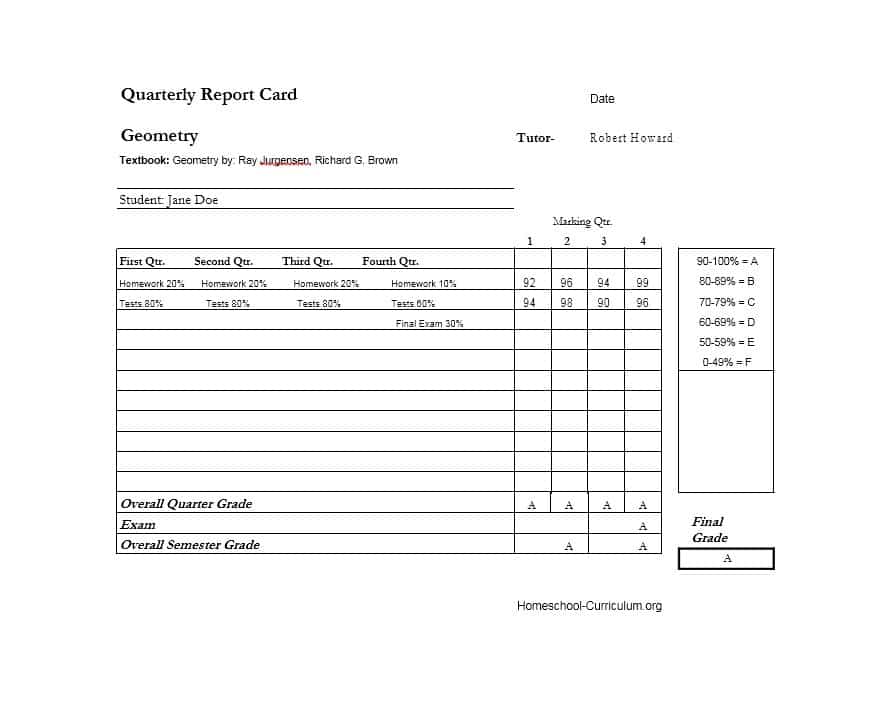 Quarterly Report Card Date
Geometry Tutor- Robert Howard
Textbook: Geometry by: Ray Jurgensen, Richard G. Brown
Student: Jane Doe
Marking Qtr.
1 2 3 4
First Qtr. Second Qtr. Third Qtr. Fourth Qtr. 90-100% = A
Homework 20% Homework 20% Homework 20% Homework 10% 92 96 94 99 80-89% = B
Tests 80% Tests 80% Tests 80% Tests 60% 94 98 90 96 70-79% = C
Final Exam 30% 60-69% = D
50-59% = E
0-49% = F
Overall Quarter Grade A A A A
Exam A Final
Overall Semester Grade A A Grade
A
Homeschool-Curriculum.org